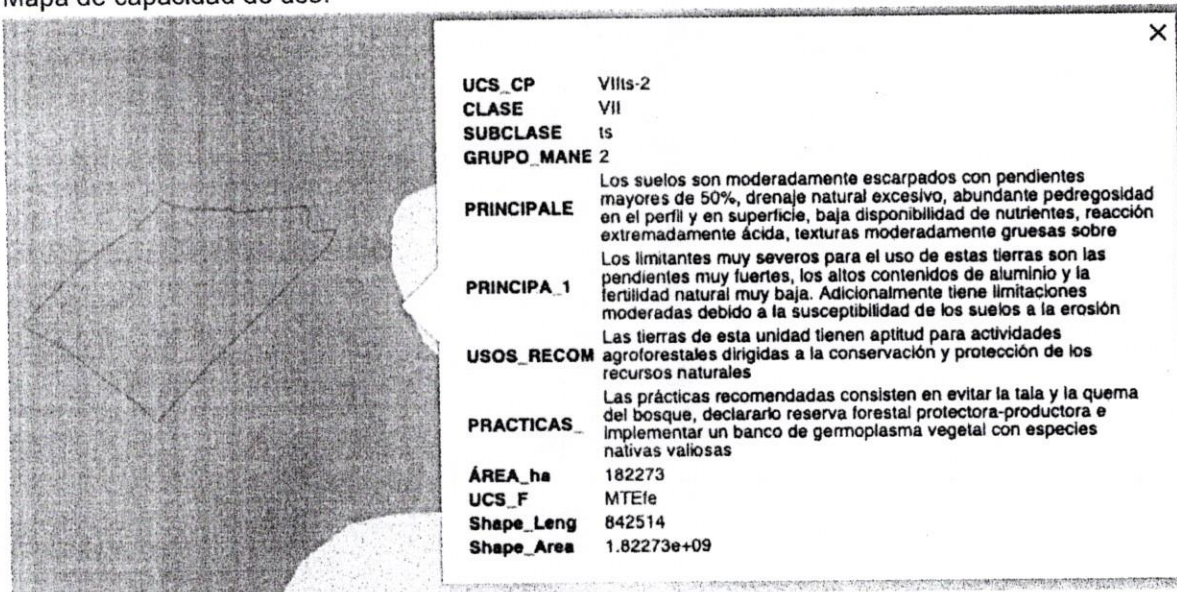 Mapa de capacidad de uso.
×
UCS_CP VIIts-2
CLASE VII
SUBCLASE ts
GRUPO_MANE 2
PRINCIPALE Los suelos son moderadamente escarpados con pendientes
mayores de 50%, drenaje natural excesivo, abundante pedregosidad
en el perfil y en superficie, baja disponibilidad de nutrientes, reacción
extremadamente ácida, texturas moderadamente gruesas sobre
PRINCIPA_1 Los limitantes muy severos para el uso de estas tierras son las
pendientes muy fuertes, los altos contenidos de aluminio y la
fertilidad natural muy baja. Adicionalmente tiene limitaciones
moderadas debido a la susceptibilidad de los suelos a la erosión
USOS_RECOM Las tierras de esta unidad tienen aptitud para actividades
agroforestales dirigidas a la conservación y protección de los
recursos naturales
PRACTICAS_ Las prácticas recomendadas consisten en evitar la tala y la quema
del bosque, declararlo reserva forestal protectora-productora e
implementar un banco de germoplasma vegetal con especies
nativas valiosas
ÁREA_ha 182273
UCS_F MTEfe
Shape_Leng 842514
Shape_Area 1.82273e+09